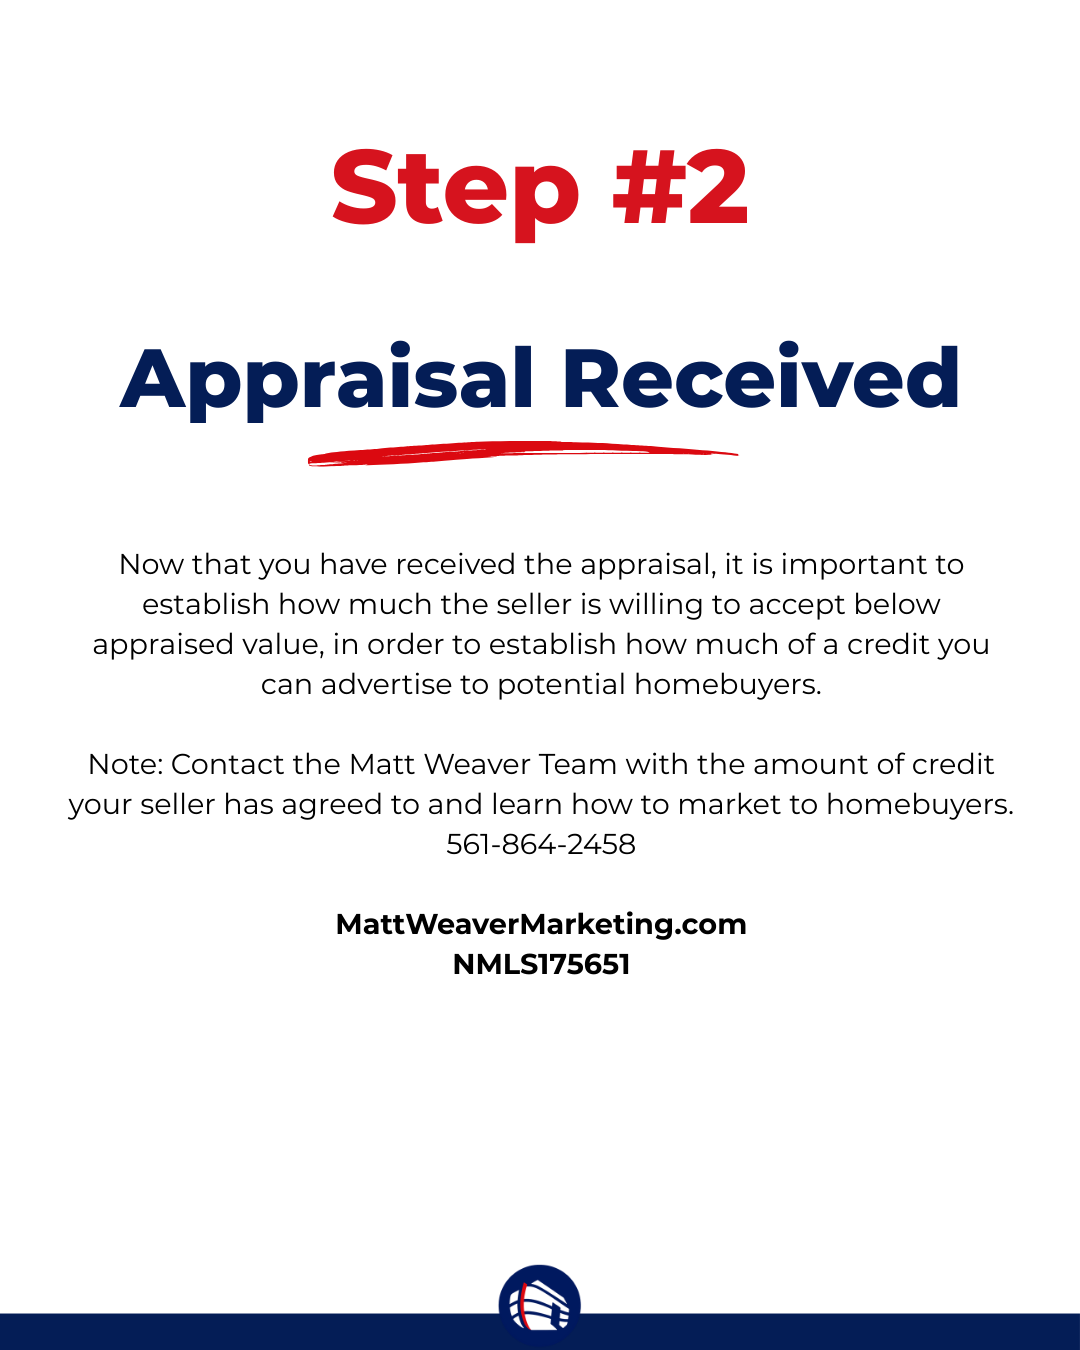 Step #2
Appraisal Received
Now that you have received the appraisal, it is important to
establish how much the seller is willing to accept below
appraised value, in order to establish how much of a credit you
can advertise to potential homebuyers.
Note: Contact the Matt Weaver Team with the amount of credit
your seller has agreed to and learn how to market to homebuyers.
561-864-2458
MattWeaverMarketing.com
NMLS175651